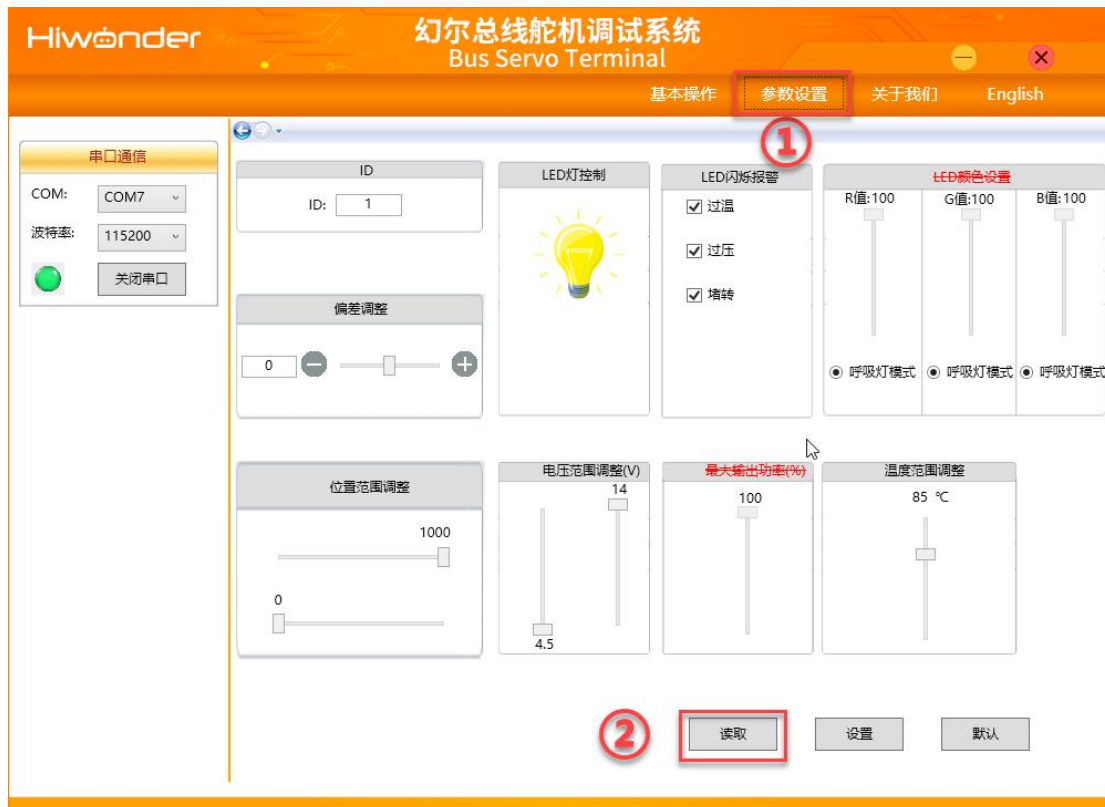 Hiwonder
幻尔总线舵机调试系统
Bus Servo Terminal
基本操作 参数设置 关于我们 English
①
串口通信
COM: COM7
波特率: 115200
关闭串口
ID
ID: 1
LED灯控制
LED闪烁报警
过温
过压
堵转
LED颜色设置
R值:100 G值:100 B值:100
呼吸灯模式 呼吸灯模式 呼吸灯模式
偏差调整
0
位置范围调整
1000
0
电压范围调整(V)
14
4.5
最大输出功率(%)
100
温度范围调整
85 ℃
②
读取 设置 默认